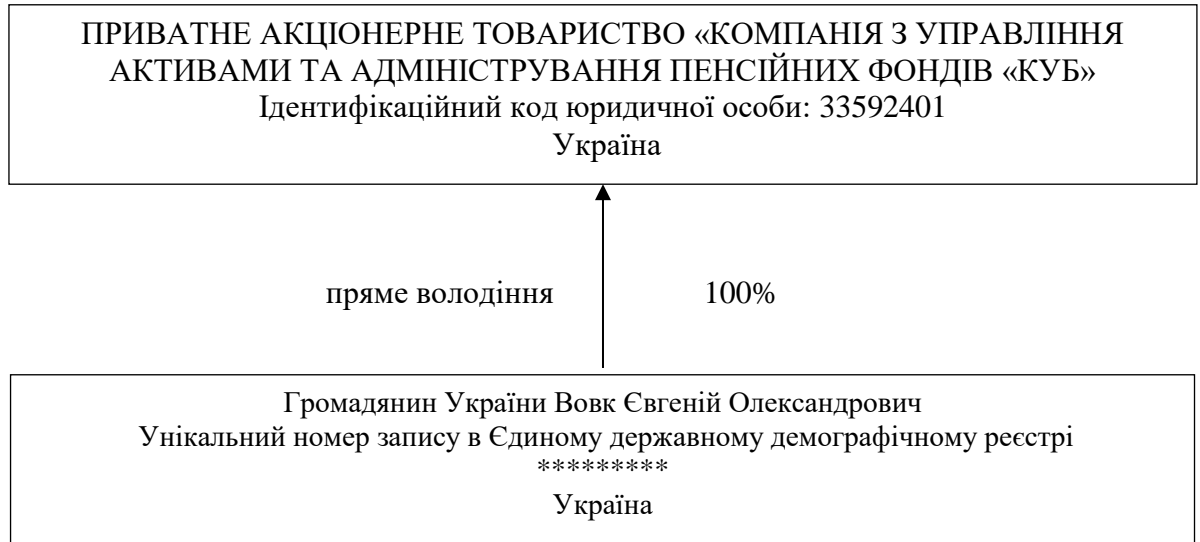 ПРИВАТНЕ АКЦІОНЕРНЕ ТОВАРИСТВО «КОМПАНІЯ З УПРАВЛІННЯ
АКТИВАМИ ТА АДМІНІСТРУВАННЯ ПЕНСІЙНИХ ФОНДІВ «КУБ»
Ідентифікаційний код юридичної особи: 33592401
Україна
пряме володіння 100%
Громадянин України Вовк Євгеній Олександрович
Унікальний номер запису в Єдиному державному демографічному реєстрі
*********
Україна